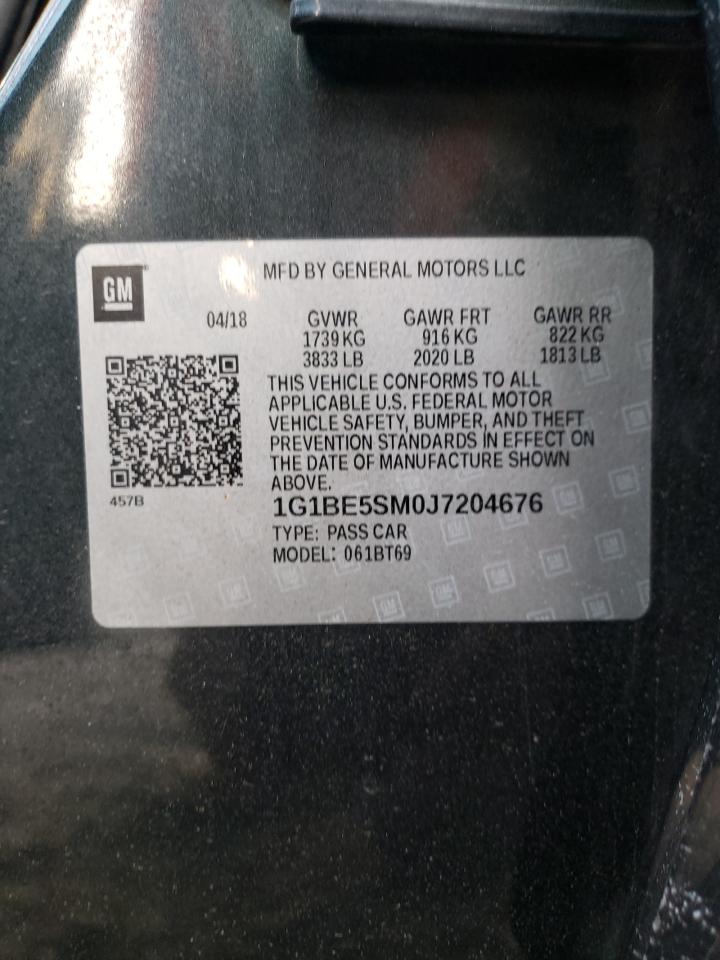 GM
MFD BY GENERAL MOTORS LLC
04/18 GVWR GAWR FRT GAWR RR
1739 KG 916 KG 822 KG
3833 LB 2020 LB 1813 LB
THIS VEHICLE CONFORMS TO ALL
APPLICABLE U.S. FEDERAL MOTOR
VEHICLE SAFETY, BUMPER, AND THEFT
PREVENTION STANDARDS IN EFFECT ON
THE DATE OF MANUFACTURE SHOWN
ABOVE.
457B
1G1BE5SM0J7204676
TYPE: PASS CAR
MODEL: 061BT69